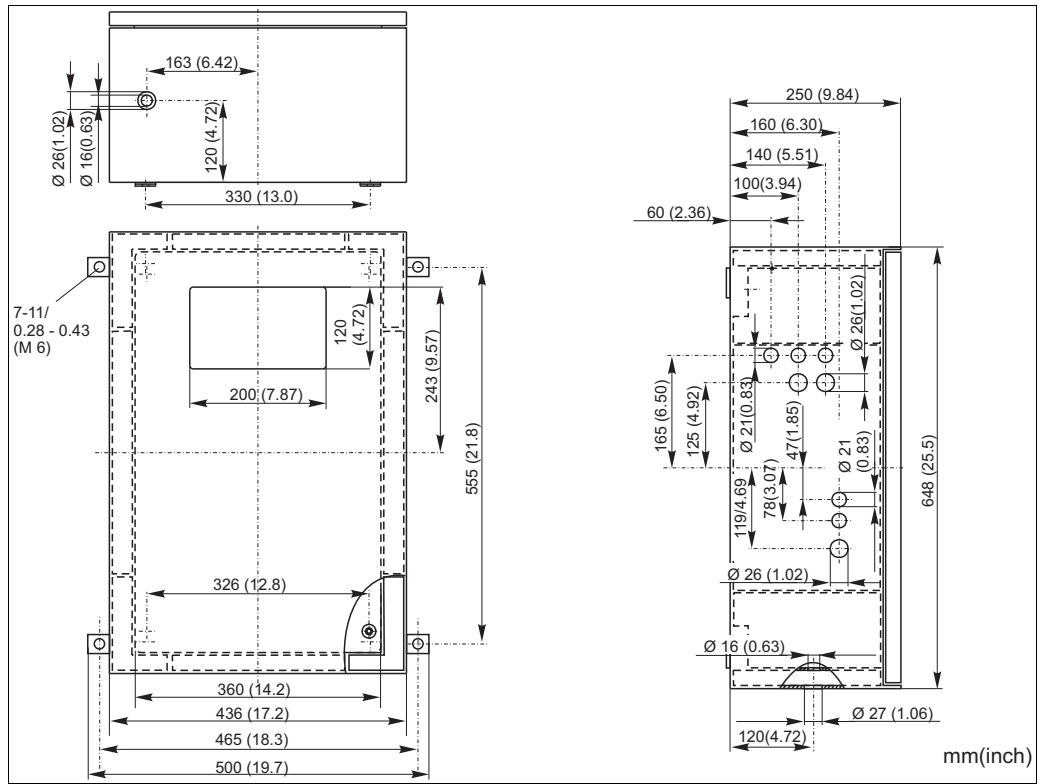 163 (6.42)
Ø 26(1.02)
Ø 16(0.63)
120 (4.72)
330 (13.0)
7-11/
0.28 - 0.43
(M 6)
120
(4.72)
200 (7.87)
243 (9.57)
555 (21.8)
326 (12.8)
360 (14.2)
436 (17.2)
465 (18.3)
500 (19.7)
250 (9.84)
160 (6.30)
140 (5.51)
100(3.94)
60 (2.36)
Ø 26(1.02)
165 (6.50)
125 (4.92)
Ø 21(0.83)
47(1.85)
Ø 21
(0.83)
119/4.69
78(3.07)
648 (25.5)
Ø 26 (1.02)
Ø 16 (0.63)
Ø 27 (1.06)
120(4.72)
mm(inch)